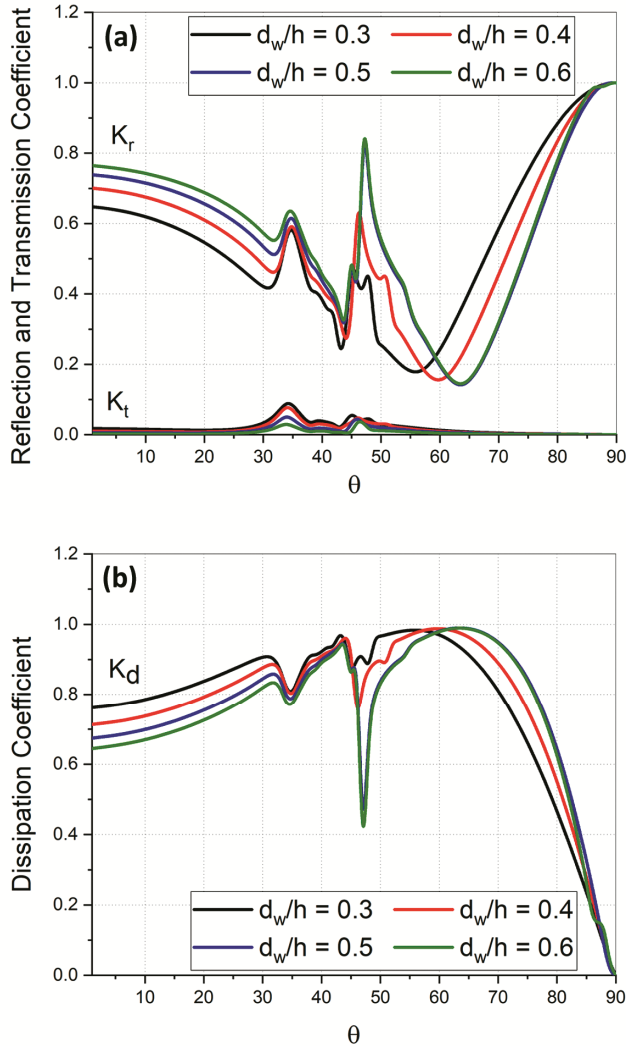 (a)
d_w/h = 0.3 d_w/h = 0.4
d_w/h = 0.5 d_w/h = 0.6
K_r
K_t
Reflection and Transmission Coefficient
1.2
1.0
0.8
0.6
0.4
0.2
0.0
10 20 30 40 50 60 70 80 90
θ
(b)
K_d
Dissipation Coefficient
1.2
1.0
0.8
0.6
0.4
0.2
0.0
d_w/h = 0.3 d_w/h = 0.4
d_w/h = 0.5 d_w/h = 0.6
10 20 30 40 50 60 70 80 90
θ